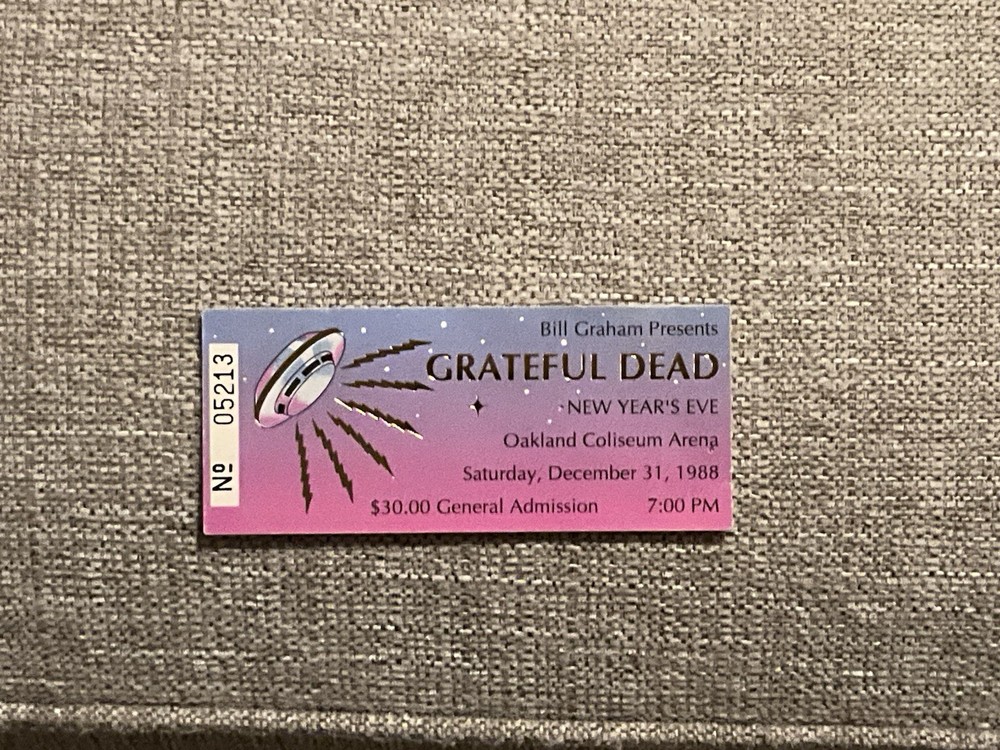 Nº 05213
Bill Graham Presents
GRATEFUL DEAD
NEW YEAR'S EVE
Oakland Coliseum Arena
Saturday, December 31, 1988
$30.00 General Admission 7:00 PM